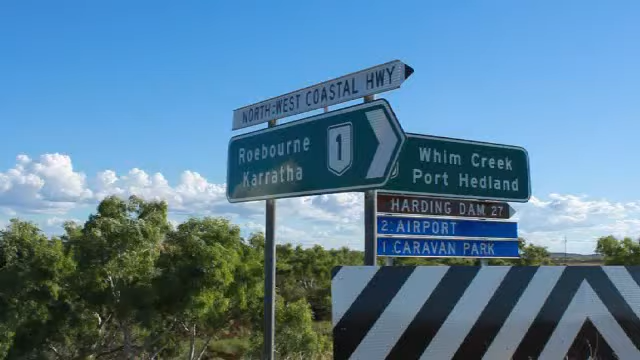 NORTH-WEST COASTAL HWY
Roebourne
Karratha
1
Whim Creek
Port Hedland
HARDING DAM 27
2 AIRPORT
1 CARAVAN PARK